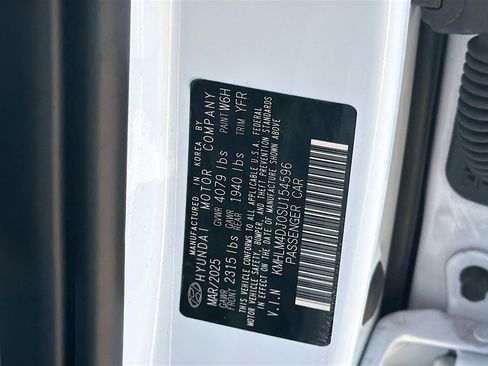 MANUFACTURED IN KOREA BY
HYUNDAI MOTOR COMPANY
MAR/2025 GVWR 4079 lbs PAINT W6H
GAWR FRONT 2315 lbs GAWR REAR 1940 lbs TRIM YFR
THIS VEHICLE CONFORMS TO ALL APPLICABLE U.S.A. FEDERAL
MOTOR VEHICLE SAFETY, BUMPER, AND THEFT PREVENTION STANDARDS
IN EFFECT ON THE DATE OF MANUFACTURE SHOWN ABOVE
V.I.N KMHLM4DJ0SU154596
PASSENGER CAR